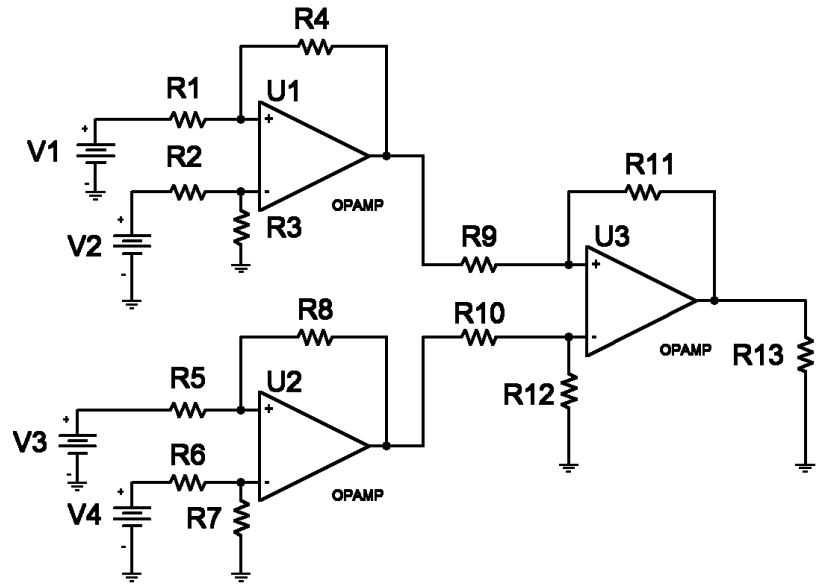 R4
R1
U1
+
+
V1
R2
-
-
OPAMP
R11
+
R3
V2
R9
U3
-
+
R8
R10
-
OPAMP
R13
R5
U2
R12
+
+
V3
R6
-
-
OPAMP
+
V4
R7
-